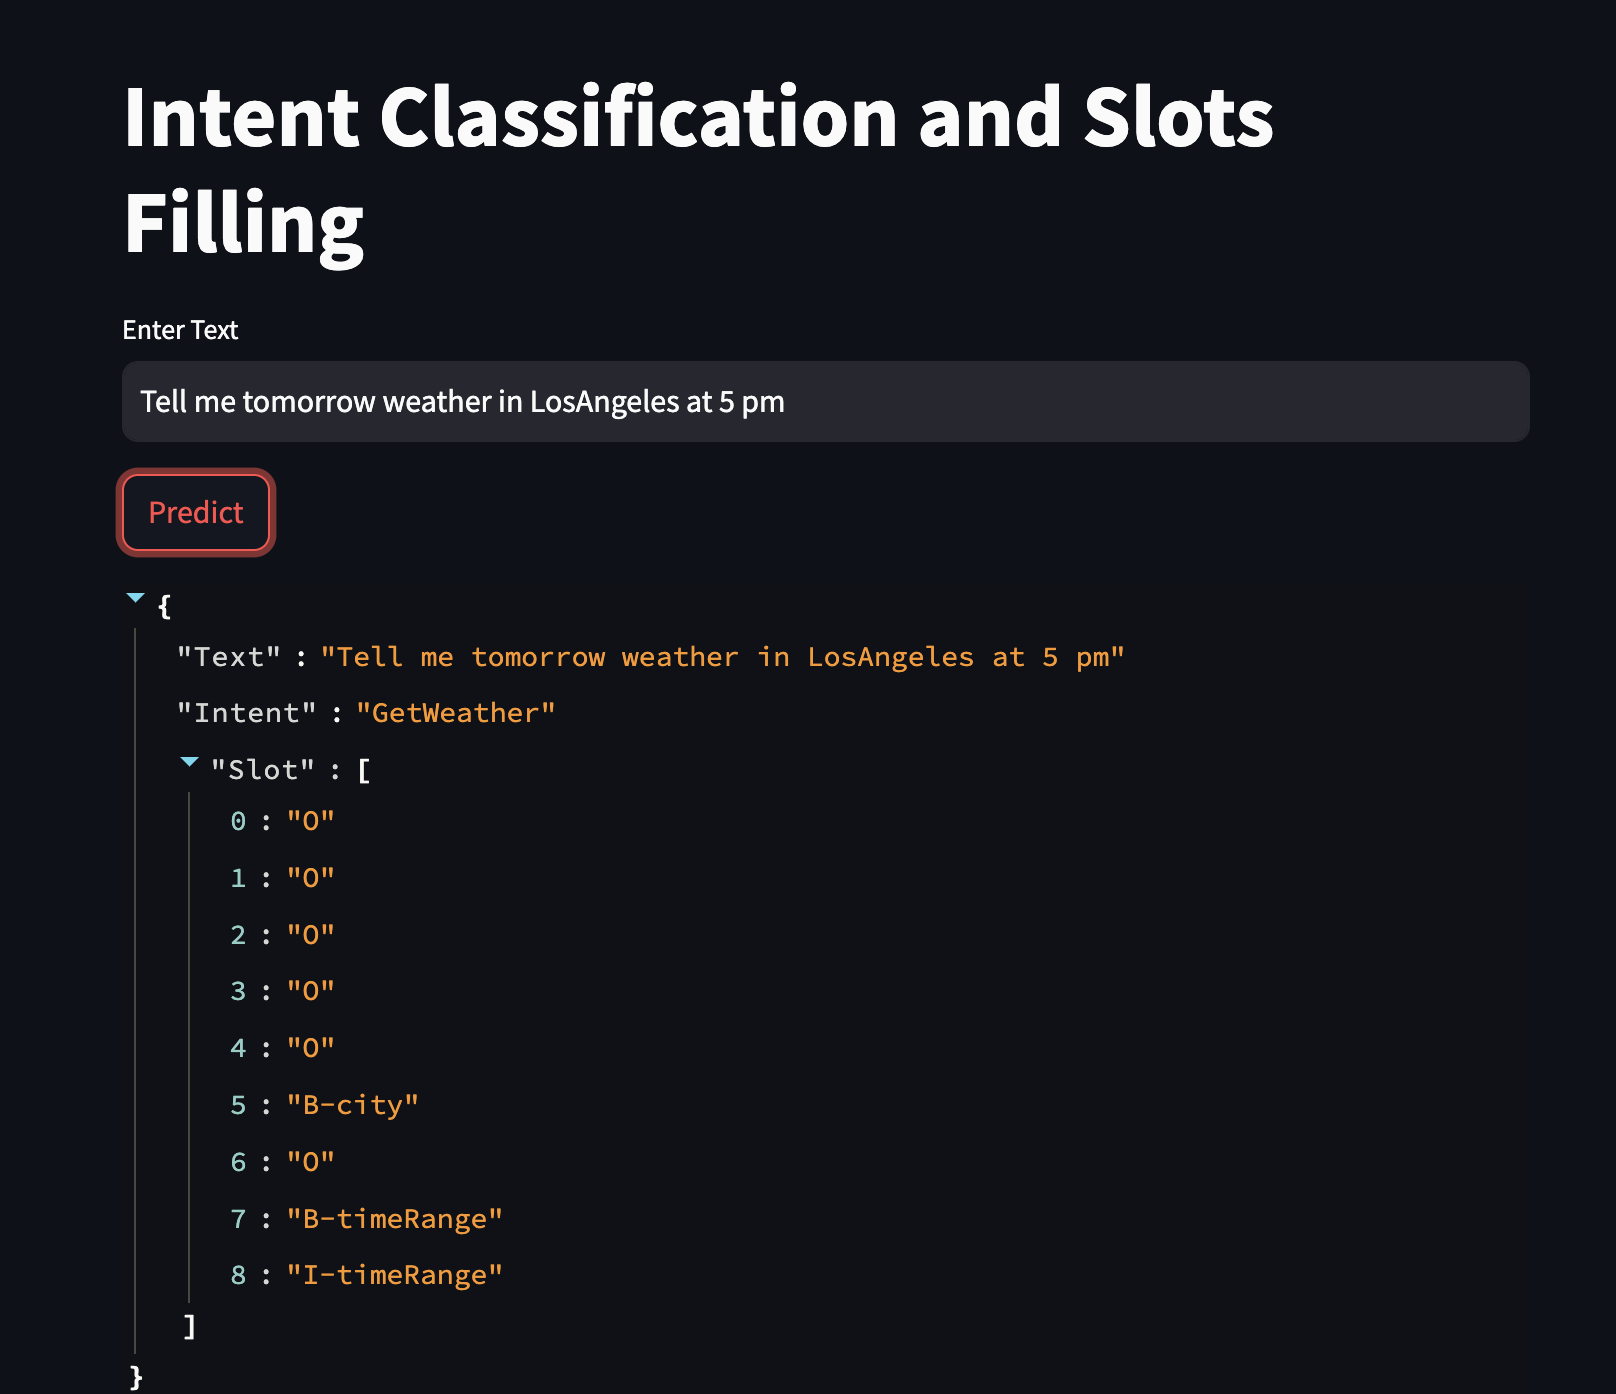 Intent Classification and Slots
Filling
Enter Text
Tell me tomorrow weather in LosAngeles at 5 pm
Predict
{
"Text" : "Tell me tomorrow weather in LosAngeles at 5 pm"
"Intent" : "GetWeather"
"Slot" : [
0 : "O"
1 : "O"
2 : "O"
3 : "O"
4 : "O"
5 : "B-city"
6 : "O"
7 : "B-timeRange"
8 : "I-timeRange"
]
}